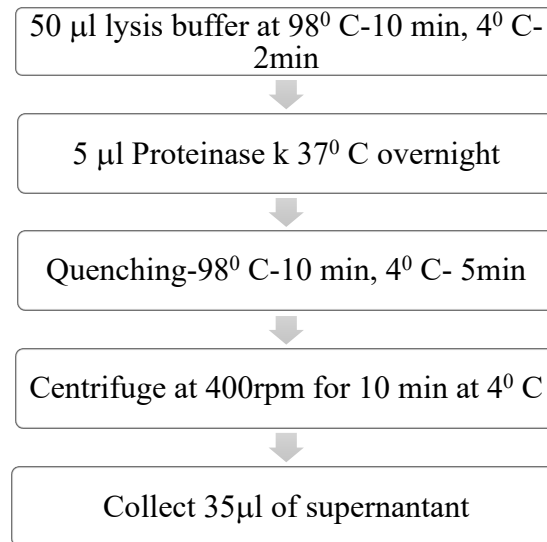 50 µl lysis buffer at 98⁰ C-10 min, 4⁰ C-
2min
5 µl Proteinase k 37⁰ C overnight
Quenching-98⁰ C-10 min, 4⁰ C- 5min
Centrifuge at 400rpm for 10 min at 4⁰ C
Collect 35µl of supernantant